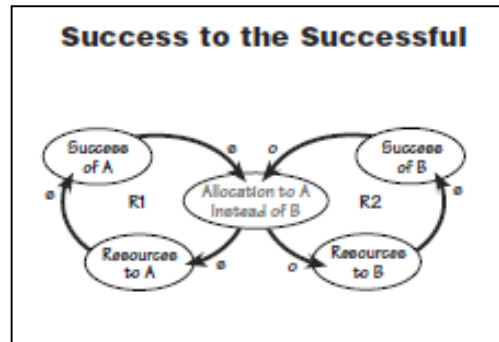 Success to the Successful
Success
of A
s
o
Success
of B
s
R1
Allocation to A
Instead of B
R2
s
Resources
to A
s
o
Resources
to B